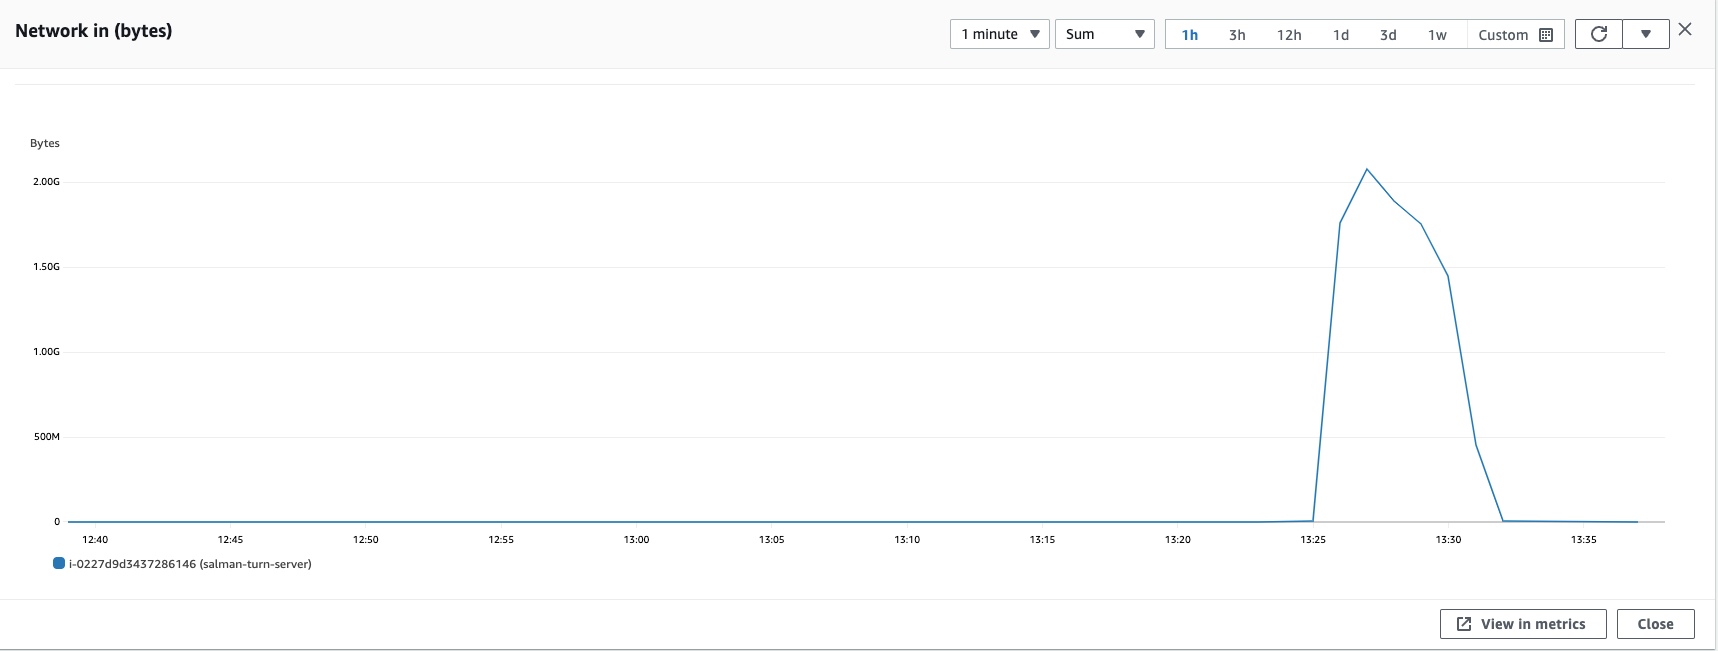 Network in (bytes)
1 minute Sum 1h 3h 12h 1d 3d 1w Custom
Bytes
2.00G
1.50G
1.00G
500M
0
12:40 12:45 12:50 12:55 13:00 13:05 13:10 13:15 13:20 13:25 13:30 13:35
i-0227d9d3437286146 (salman-turn-server)
View in metrics Close